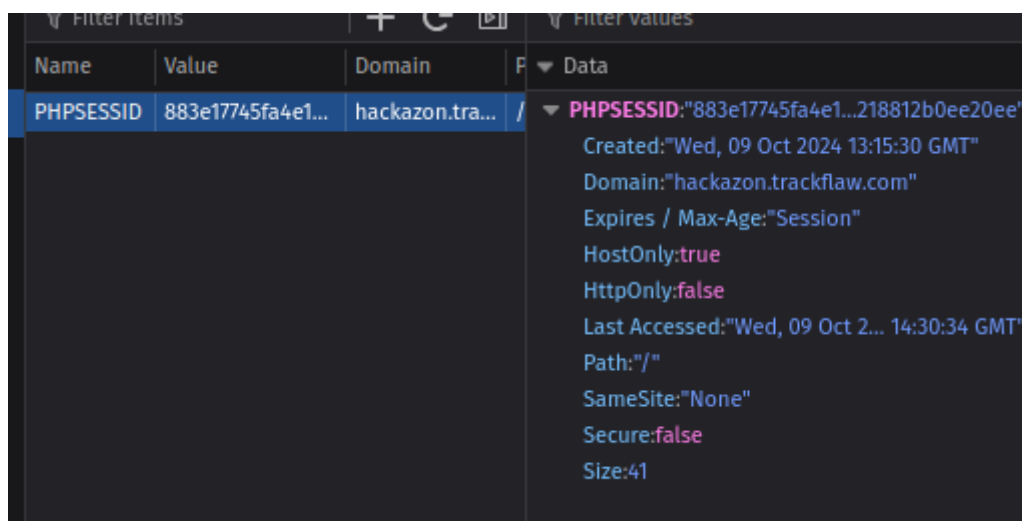 Filter Items
Filter values
Name Value Domain P
Data
PHPSESSID 883e17745fa4e1... hackazon.tra... /
PHPSESSID:"883e17745fa4e1...218812b0ee20ee"
Created:"Wed, 09 Oct 2024 13:15:30 GMT"
Domain:"hackazon.trackflaw.com"
Expires / Max-Age:"Session"
HostOnly:true
HttpOnly:false
Last Accessed:"Wed, 09 Oct 2... 14:30:34 GMT"
Path:"/"
SameSite:"None"
Secure:false
Size:41